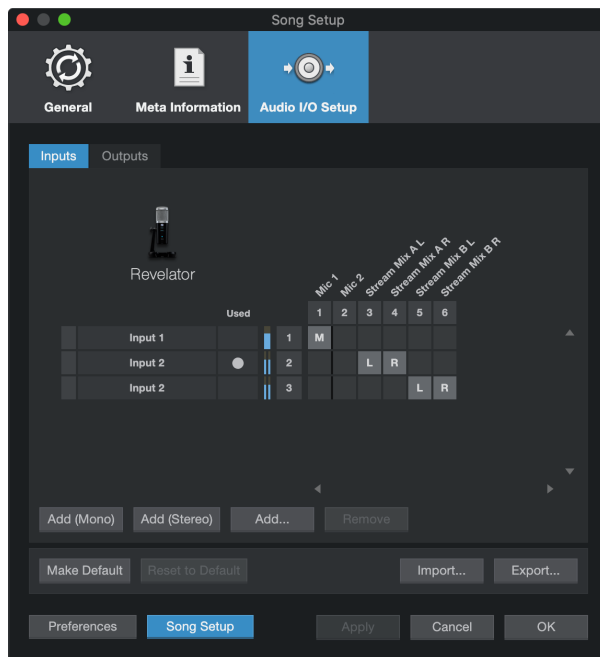 Song Setup
General
Meta Information
Audio I/O Setup
Inputs
Outputs
Revelator
Mic 1
Mic 2
Stream Mix A L
Stream Mix A R
Stream Mix B L
Stream Mix B R
Used
1 2 3 4 5 6
Input 1 1 M
Input 2 2 L R
Input 2 3 L R
Add (Mono)
Add (Stereo)
Add...
Remove
Make Default
Reset to Default
Import...
Export...
Preferences
Song Setup
Apply
Cancel
OK